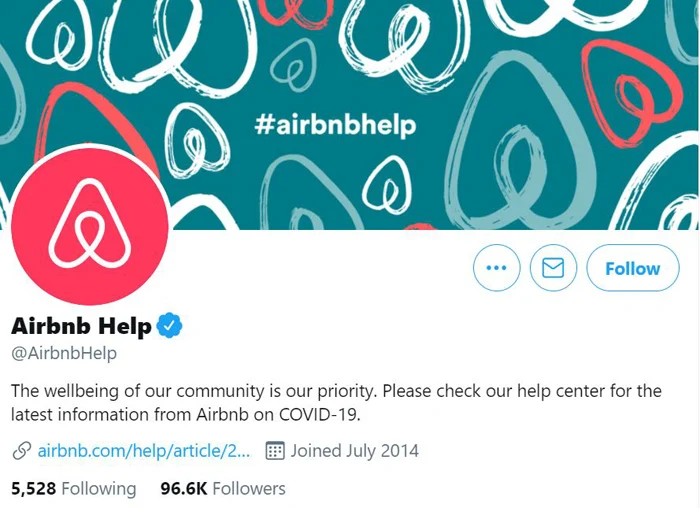 #airbnbhelp
Follow
Airbnb Help
@AirbnbHelp
The wellbeing of our community is our priority. Please check our help center for the
latest information from Airbnb on COVID-19.
airbnb.com/help/article/2... Joined July 2014
5,528 Following 96.6K Followers